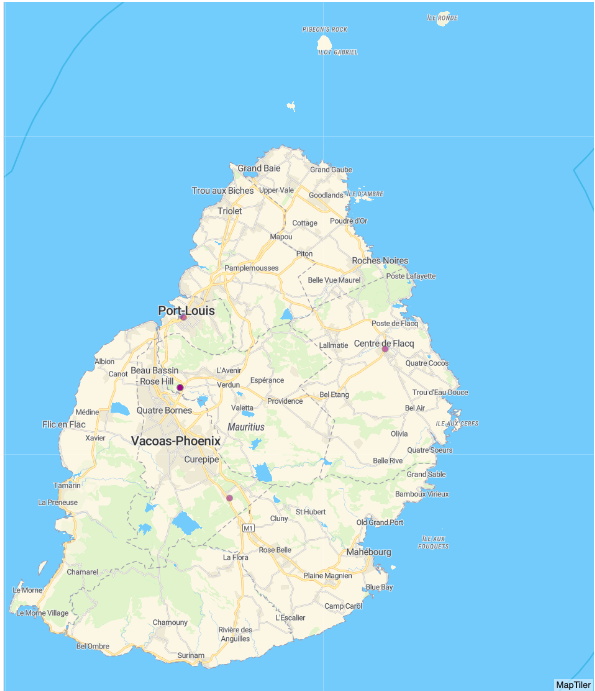 ÎLE RONDE
PIGEON'S ROCK
ILOT GABRIEL
Grand Baie
Grand Gaube
Trou aux Biches
Upper Vale
Goodlands
ÎLE D'AMBRE
Triolet
Cottage
Poudre d'Or
Mapou
Piton
Roches Noires
Pamplemousses
Belle Vue Maurel
Poste Lafayette
Port-Louis
Poste de Flacq
Lallmatie
Centre de Flacq
Albion
Canot
Beau Bassin
Rose Hill
L'Avenir
Verdun
Espérance
Quatre Cocos
Médine
Quatre Bornes
Valetta
Providence
Bel Etang
Trou d'Eau Douce
Bel Air
Flic en Flac
Xavier
Mauritius
ILE AUX CERFS
Vacoas-Phoenix
Olivia
Quatre Soeurs
Curepipe
Belle Rive
Grand Sable
Tamarin
La Preneuse
Bamboux Virieux
St Hubert
Cluny
Old Grand Port
M1
ÎLE AUX
FOUQUETS
Rose Belle
Mahebourg
La Flora
Chamarel
Plaine Magnien
Blue Bay
Le Morne
Camp Carol
Le Morne Village
L'Escalier
Chamouny
Rivière des
Anguilles
Bel Ombre
Surinam
MapTiler